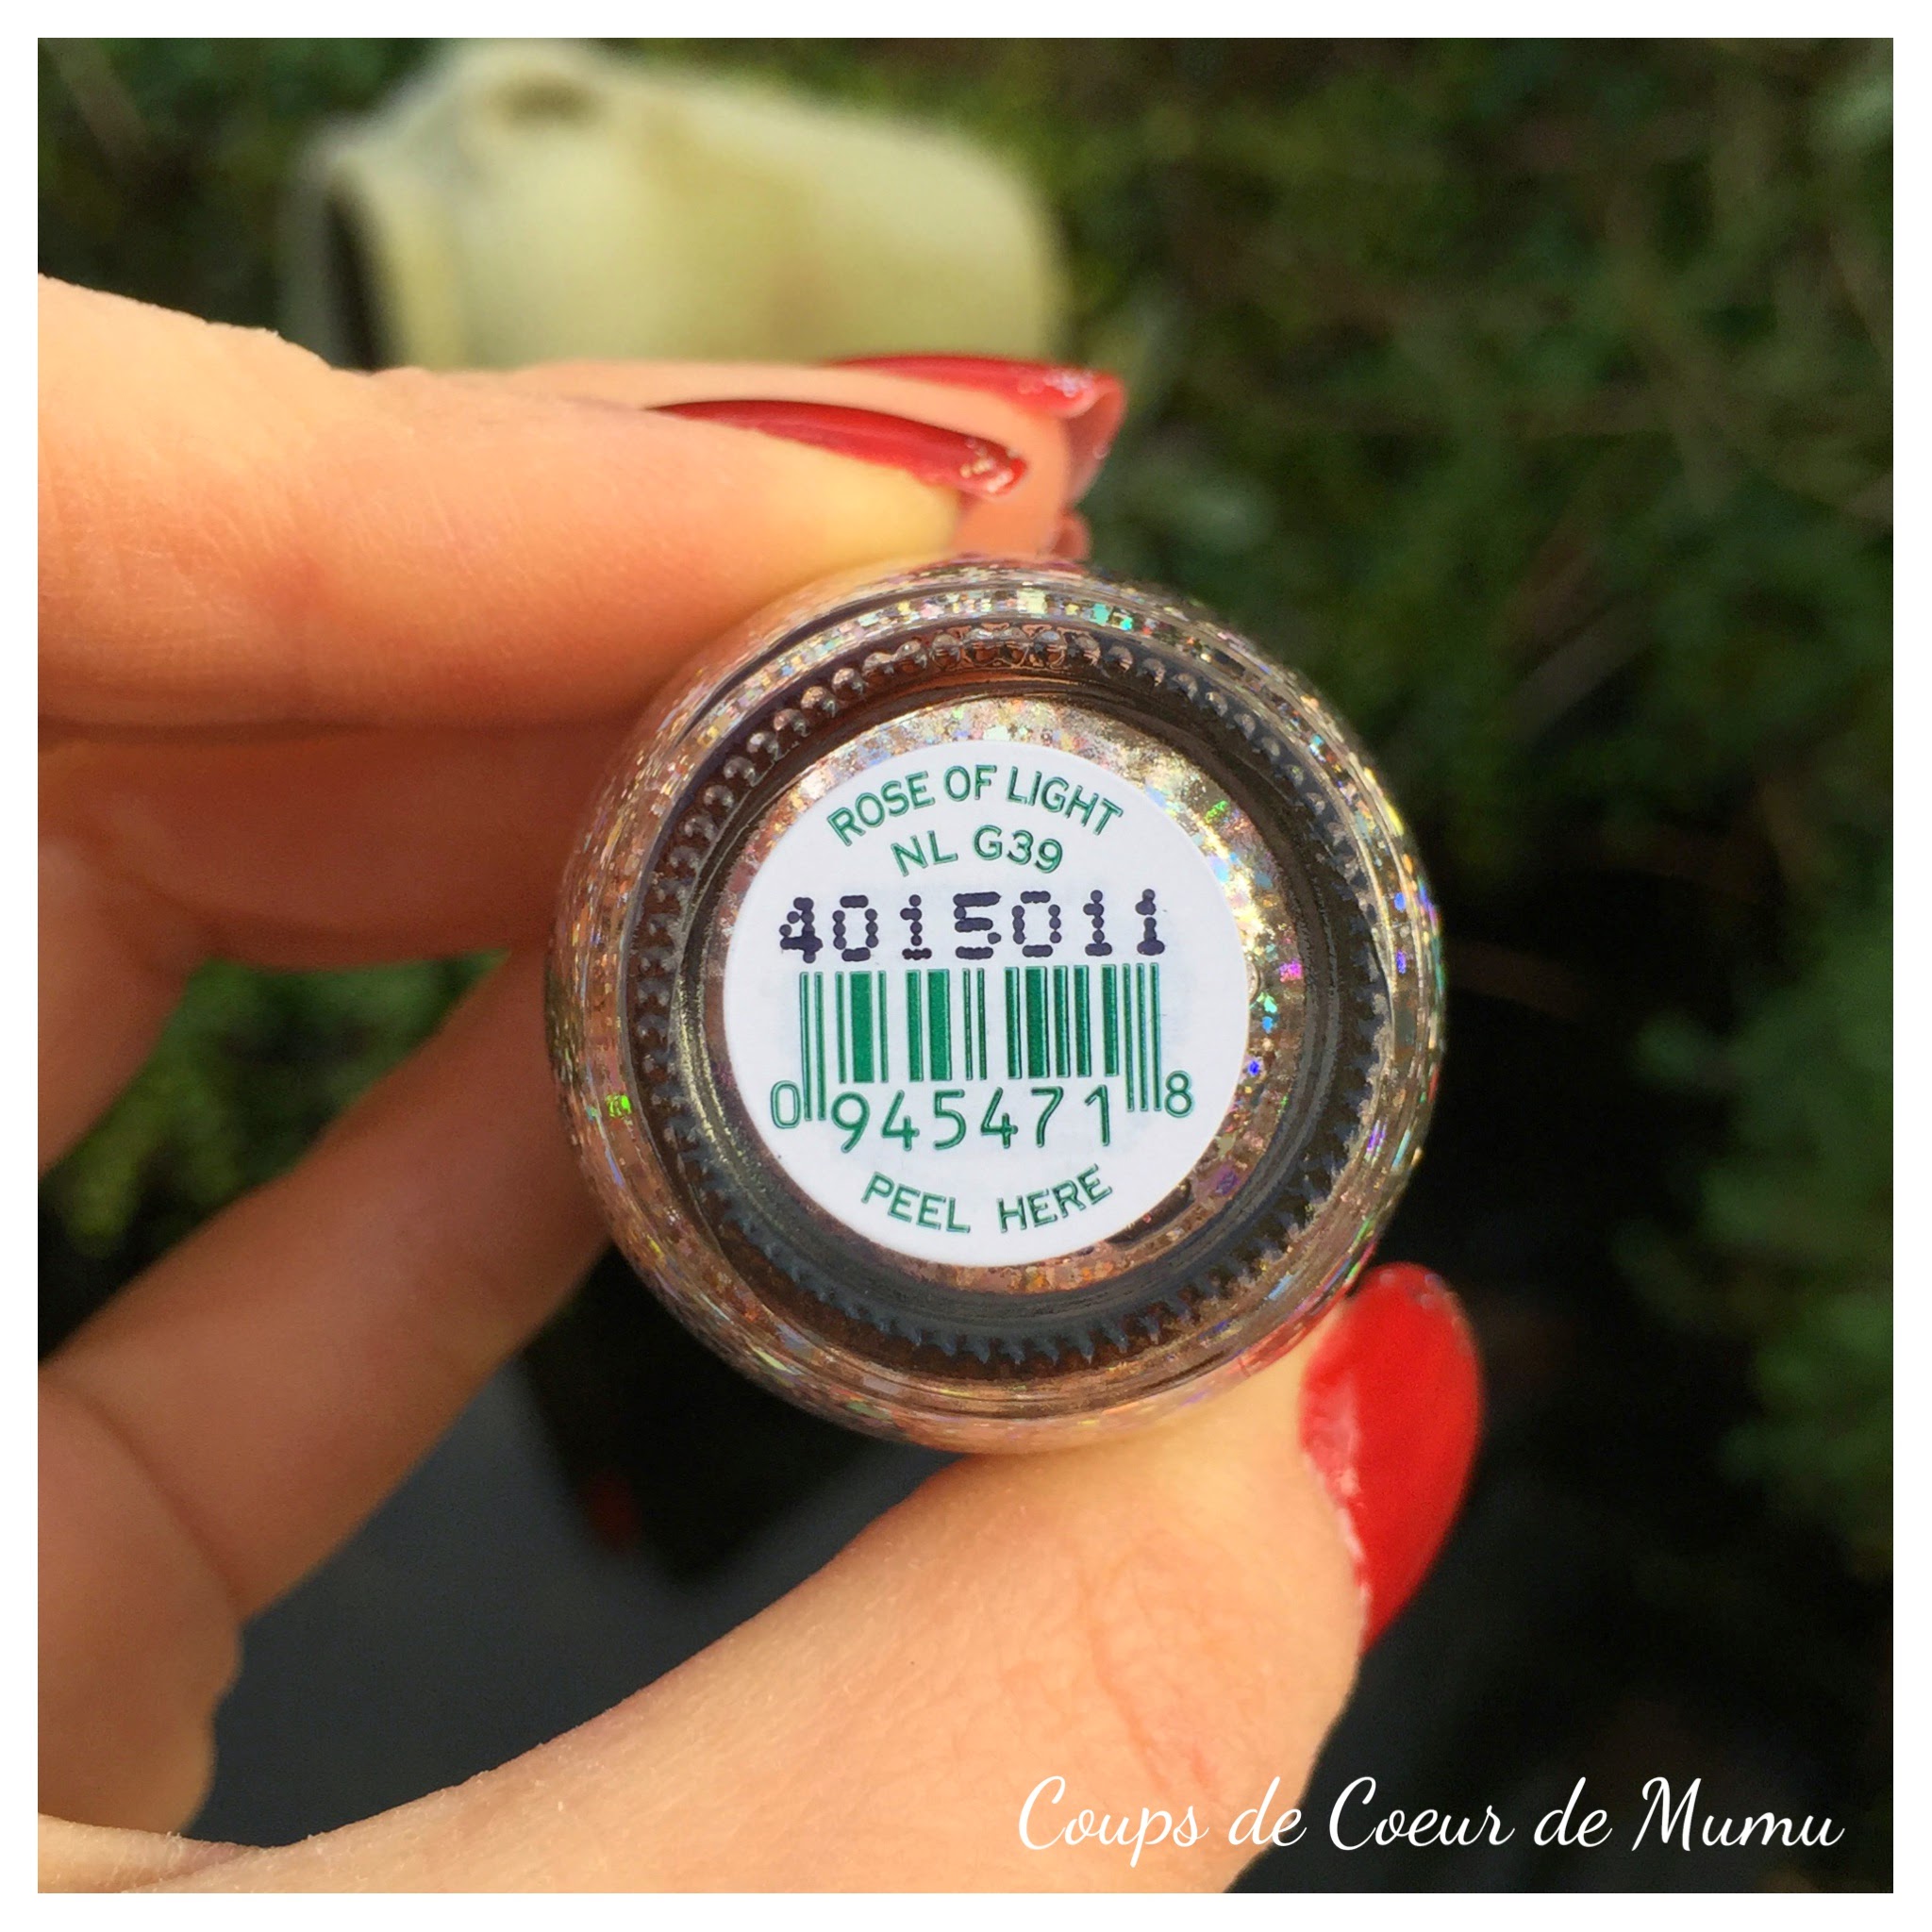 ROSE OF LIGHT
NL G39
4015011
0 945471 8
PEEL HERE
Coups de Coeur de Mumu